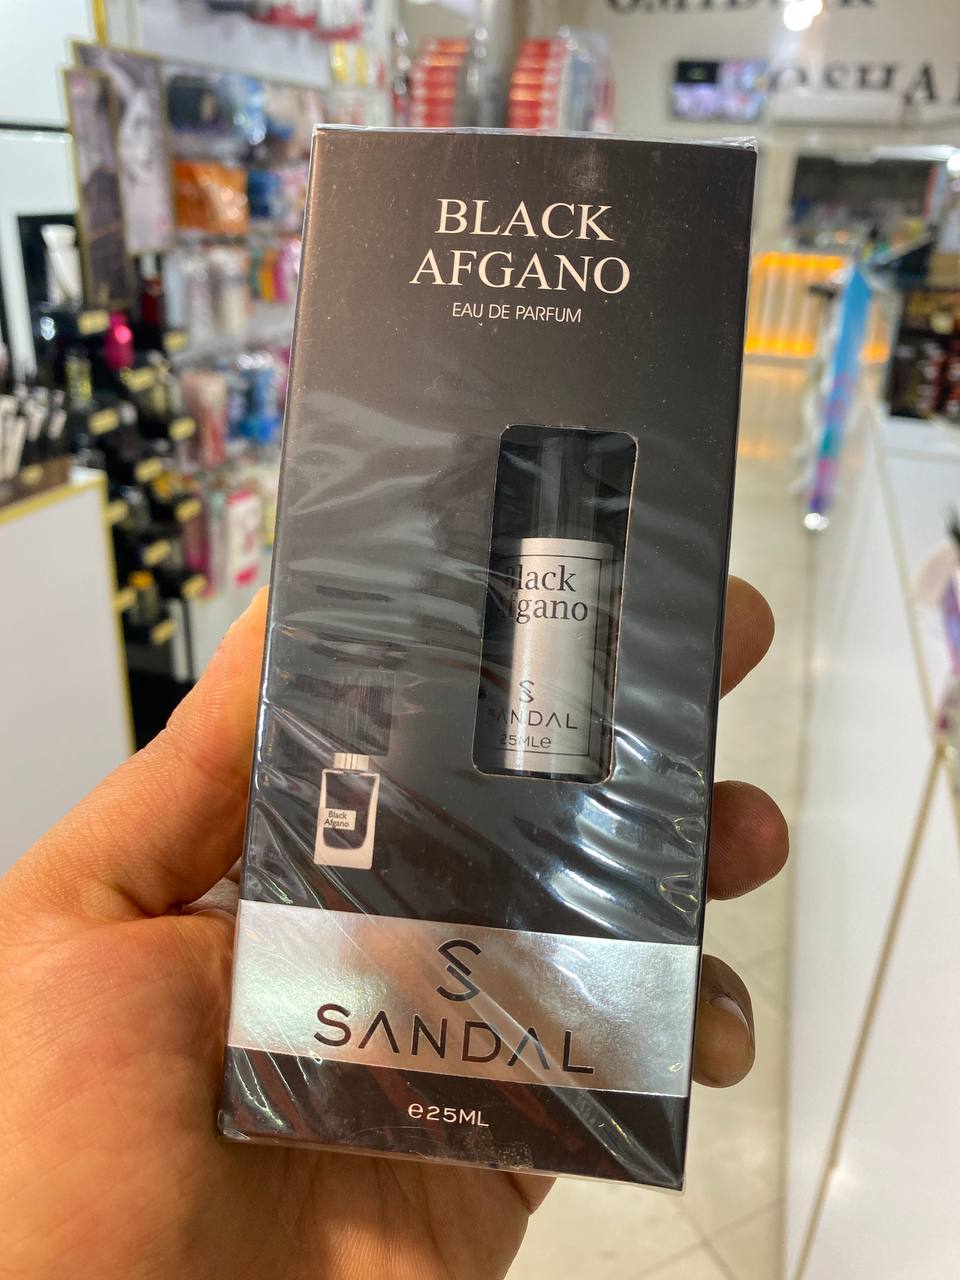 BLACK
AFGANO
EAU DE PARFUM
Black
Afgano
SANDAL
25MLe
Black
Afgano
SANDAL
e25ML